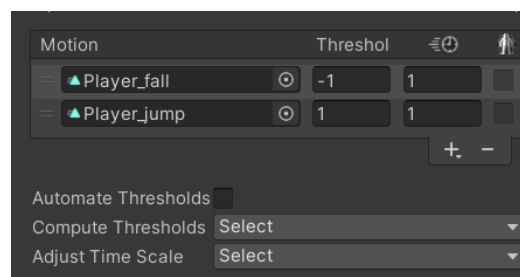 Motion Threshol
Player_fall -1 1
Player_jump 1 1
+ -
Automate Thresholds
Compute Thresholds Select
Adjust Time Scale Select